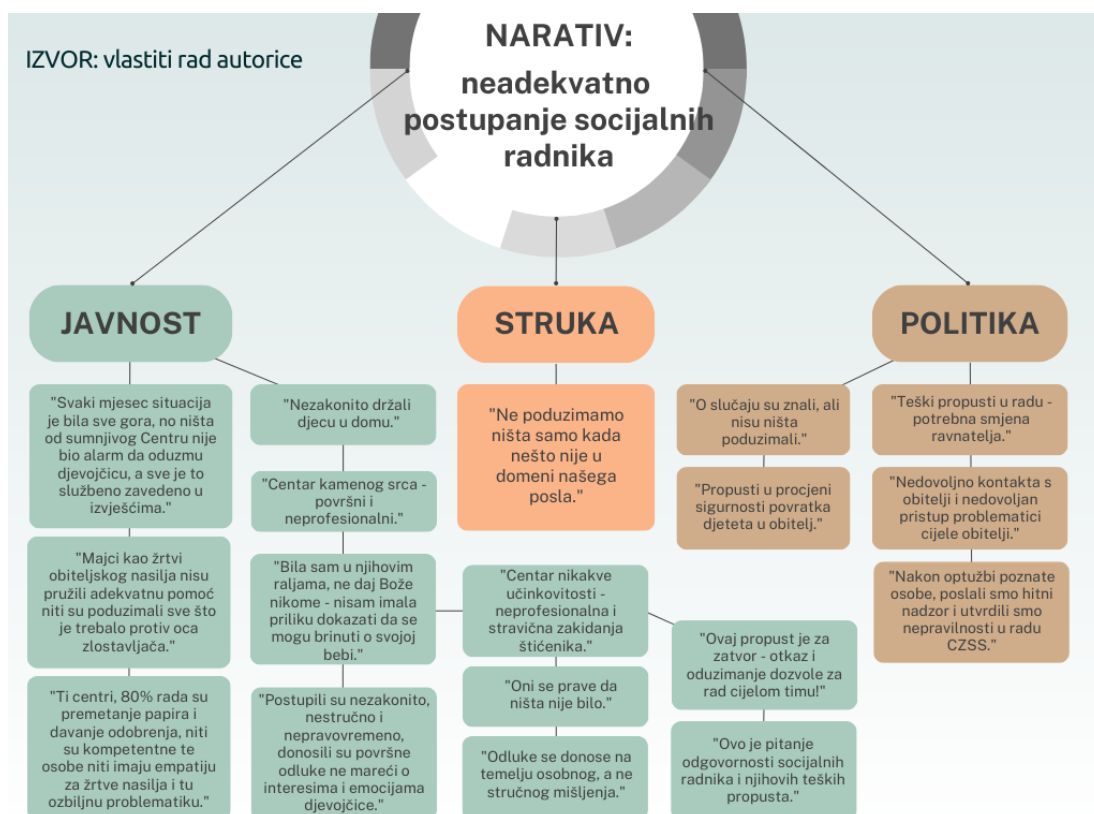 IZVOR: vlastiti rad autorice
NARATIV:
neadekvatno
postupanje socijalnih
radnika
JAVNOST
"Svaki mjesec situacija
je bila sve gora, no ništa
od sumnjivog Centru nije
bio alarm da oduzmu
djevojčicu, a sve je to
službeno zavedeno u
izvješćima."
"Majci kao žrtvi
obiteljskog nasilja nisu
pružili adekvatnu pomoć
niti su poduzimali sve što
je trebalo protiv oca
zlostavljača."
"Ti centri, 80% rada su
premetanje papira i
davanje odobrenja, niti
su kompetentne te
osobe niti imaju empatiju
za žrtve nasilja i tu
ozbiljnu problematiku."
"Nezakonito držali
djecu u domu."
"Centar kamenog srca -
površni i
neprofesionalni."
"Bila sam u njihovim
raljama, ne daj Bože
nikome - nisam imala
priliku dokazati da se
mogu brinuti o svojoj
bebi."
"Postupili su nezakonito,
nestručno i
nepravovremeno,
donosili su površne
odluke ne mareći o
interesima i emocijama
djevojčice."
"Centar nikakve
učinkovitosti -
neprofesionalna i
stravična zakidanja
štićenika."
"Oni se prave da
ništa nije bilo."
"Odluke se donose na
temelju osobnog, a ne
stručnog mišljenja."
"Ovaj propust je za
zatvor - otkaz i
oduzimanje dozvole za
rad cijelom timu!"
"Ovo je pitanje
odgovornosti socijalnih
radnika i njihovih teških
propusta."
STRUKA
"Ne poduzimamo
ništa samo kada
nešto nije u
domeni našega
posla."
POLITIKA
"O slučaju su znali, ali
nisu ništa
poduzimali."
"Propusti u procjeni
sigurnosti povratka
djeteta u obitelj."
"Teški propusti u radu -
potrebna smjena
ravnatelja."
"Nedovoljno kontakta s
obitelji i nedovoljan
pristup problematici
cijele obitelji."
"Nakon optužbi poznate
osobe, poslali smo hitni
nadzor i utvrdili smo
nepravilnosti u radu
CZSS."